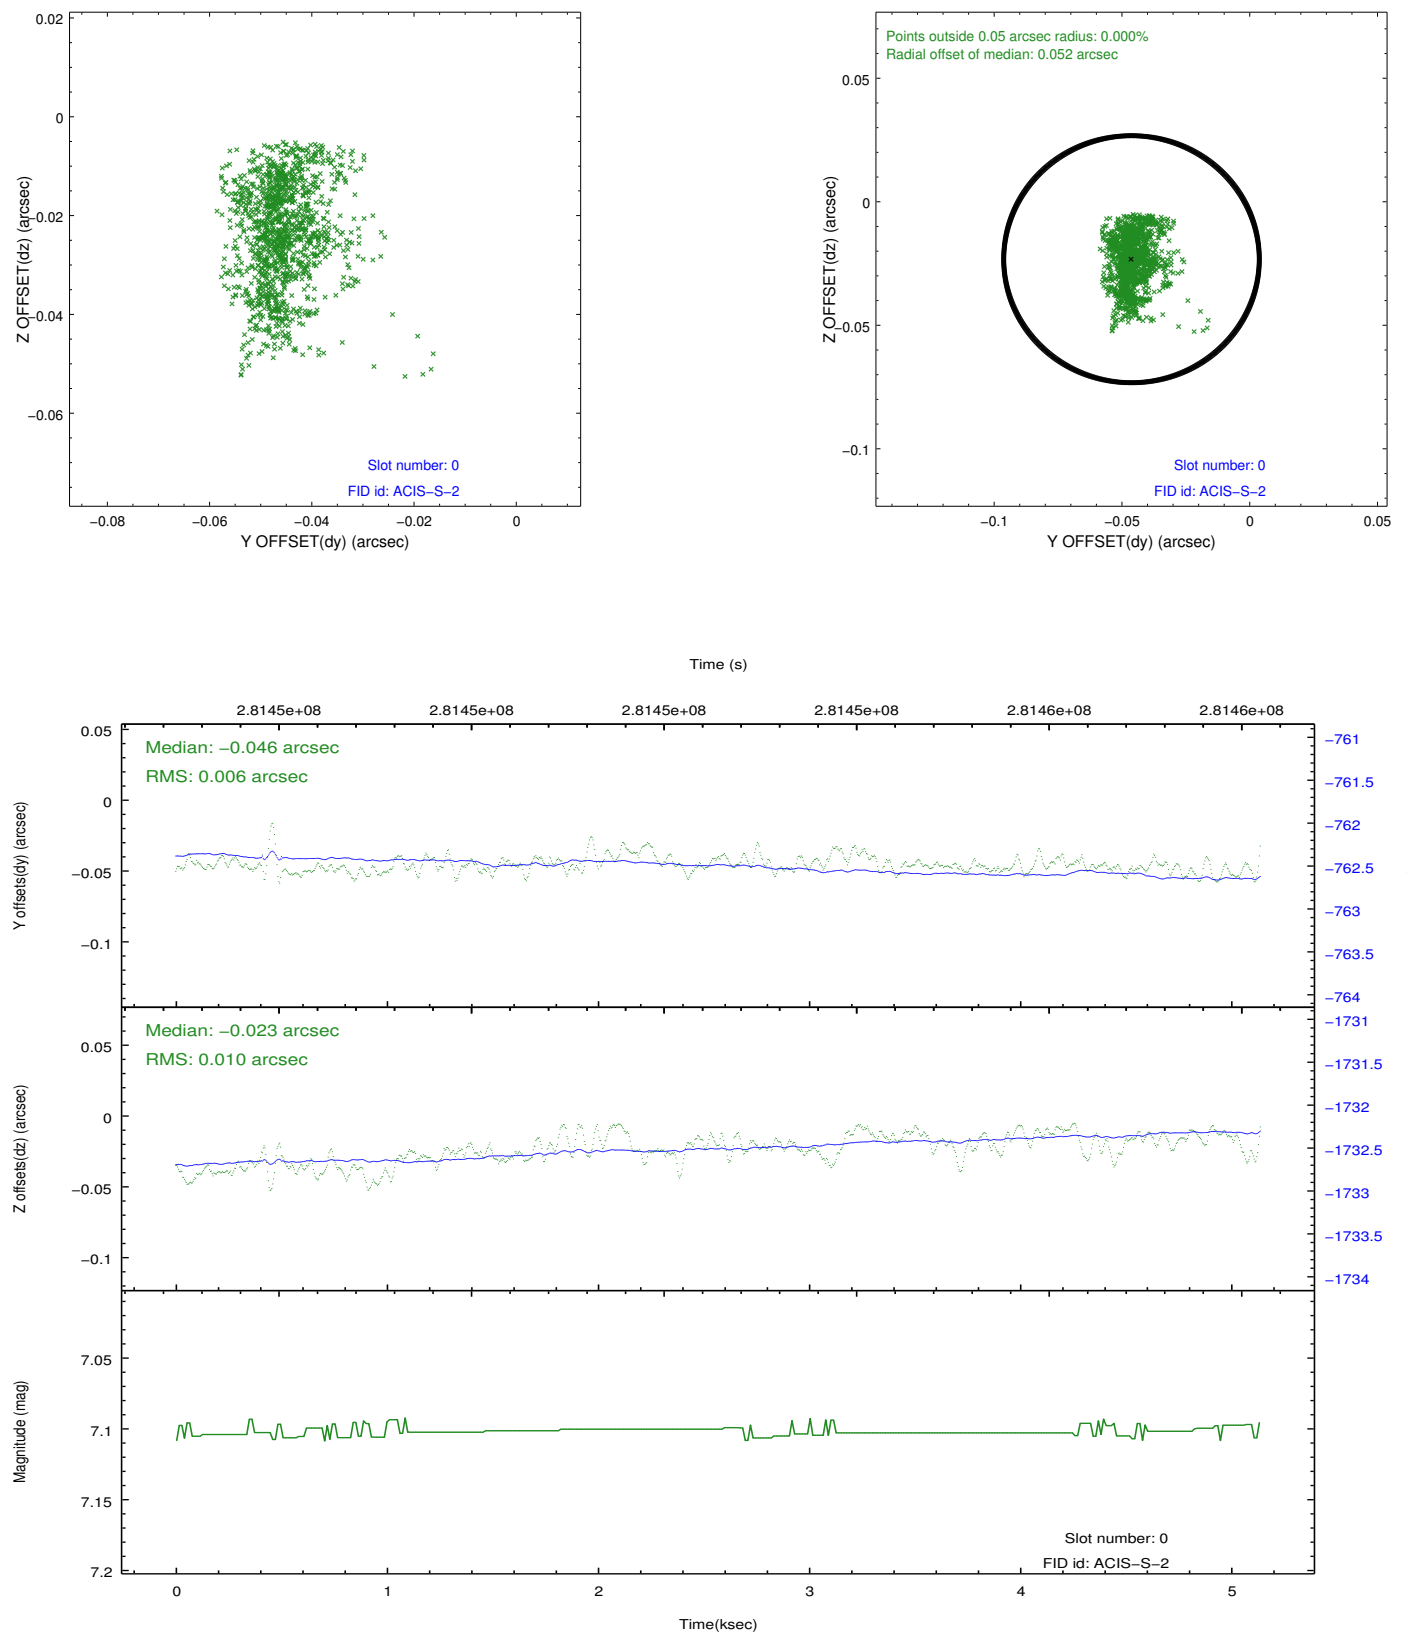 0.02
0
−0.02
−0.04
−0.06
Z OFFSET(dz) (arcsec)
Slot number: 0
FID id: ACIS−S−2
−0.08
−0.06
−0.04
−0.02
0
Y OFFSET(dy) (arcsec)
Points outside 0.05 arcsec radius: 0.000%
Radial offset of median: 0.052 arcsec
0.05
0
−0.05
−0.1
Z OFFSET(dz) (arcsec)
Slot number: 0
FID id: ACIS−S−2
−0.1
−0.05
0
0.05
Y OFFSET(dy) (arcsec)
Time (s)
2.8145e+08
2.8145e+08
2.8145e+08
2.8145e+08
2.8146e+08
2.8146e+08
Median: −0.046 arcsec
RMS: 0.006 arcsec
0.05
0
−0.05
−0.1
Y offsets(dy) (arcsec)
−761
−761.5
−762
−762.5
−763
−763.5
−764
Median: −0.023 arcsec
RMS: 0.010 arcsec
0.05
0
−0.05
−0.1
Z offsets(dz) (arcsec)
−1731
−1731.5
−1732
−1732.5
−1733
−1733.5
−1734
7.05
7.1
7.15
7.2
Magnitude (mag)
Slot number: 0
FID id: ACIS−S−2
0
1
2
3
4
5
Time(ksec)